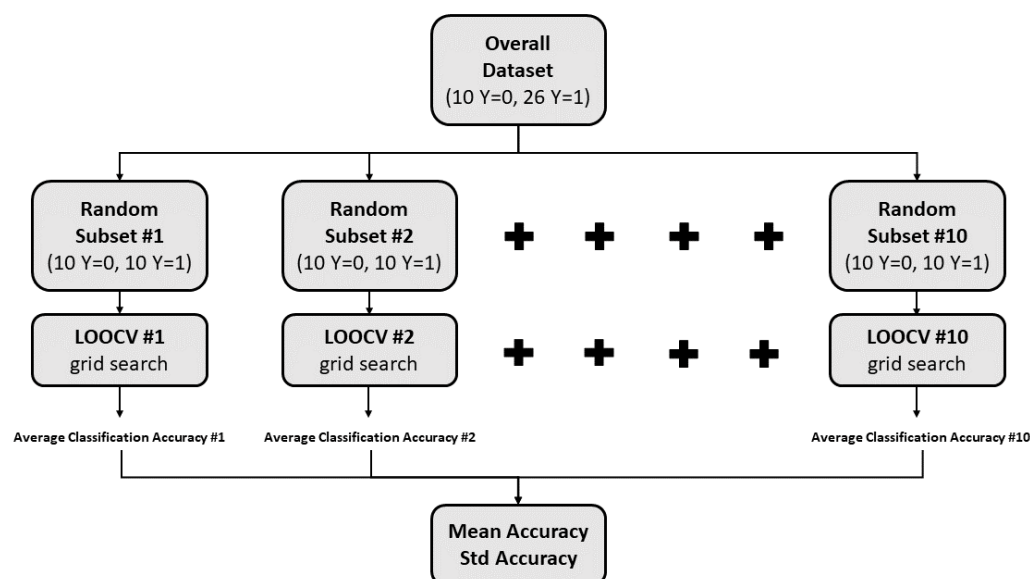 Overall
Dataset
(10 Y=0, 26 Y=1)
Random
Subset #1
(10 Y=0, 10 Y=1)
Random
Subset #2
(10 Y=0, 10 Y=1)
Random
Subset #10
(10 Y=0, 10 Y=1)
LOOCV #1
grid search
LOOCV #2
grid search
LOOCV #10
grid search
Average Classification Accuracy #1
Average Classification Accuracy #2
Average Classification Accuracy #10
Mean Accuracy
Std Accuracy